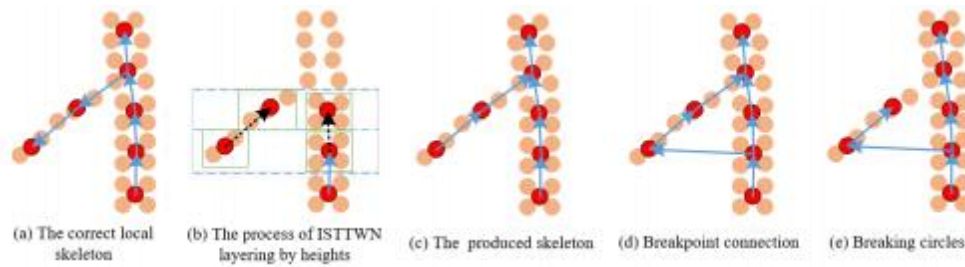 (a) The correct local
skeleton
(b) The process of ISTTWN
layering by heights
(c) The produced skeleton
(d) Breakpoint connection
(e) Breaking circles